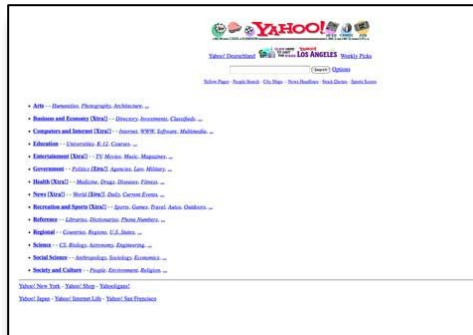 YAHOO!
Yahoo! Deutschland Yahoo! LOS ANGELES Weekly Picks
Search Options
Yellow Pages - People Search - City Maps - News Headlines - Stock Quotes - Sports Scores
• Arts - - Humanities, Photography, Architecture, ...
• Business and Economy [Xtra!] - - Directory, Investments, Classifieds, ...
• Computers and Internet [Xtra!] - - Internet, WWW, Software, Multimedia, ...
• Education - - Universities, K-12, Courses, ...
• Entertainment [Xtra!] - - TV, Movies, Music, Magazines, ...
• Government - - Politics [Xtra!], Agencies, Law, Military, ...
• Health [Xtra!] - - Medicine, Drugs, Diseases, Fitness, ...
• News [Xtra!] - - World [Xtra!], Daily, Current Events, ...
• Recreation and Sports [Xtra!] - - Sports, Games, Travel, Autos, Outdoors, ...
• Reference - - Libraries, Dictionaries, Phone Numbers, ...
• Regional - - Countries, Regions, U.S. States, ...
• Science - - CS, Biology, Astronomy, Engineering, ...
• Social Science - - Anthropology, Sociology, Economics, ...
• Society and Culture - - People, Environment, Religion, ...
Yahoo! New York - Yahoo! Shop - Yahooligans!
Yahoo! Japan - Yahoo! Internet Life - Yahoo! San Francisco